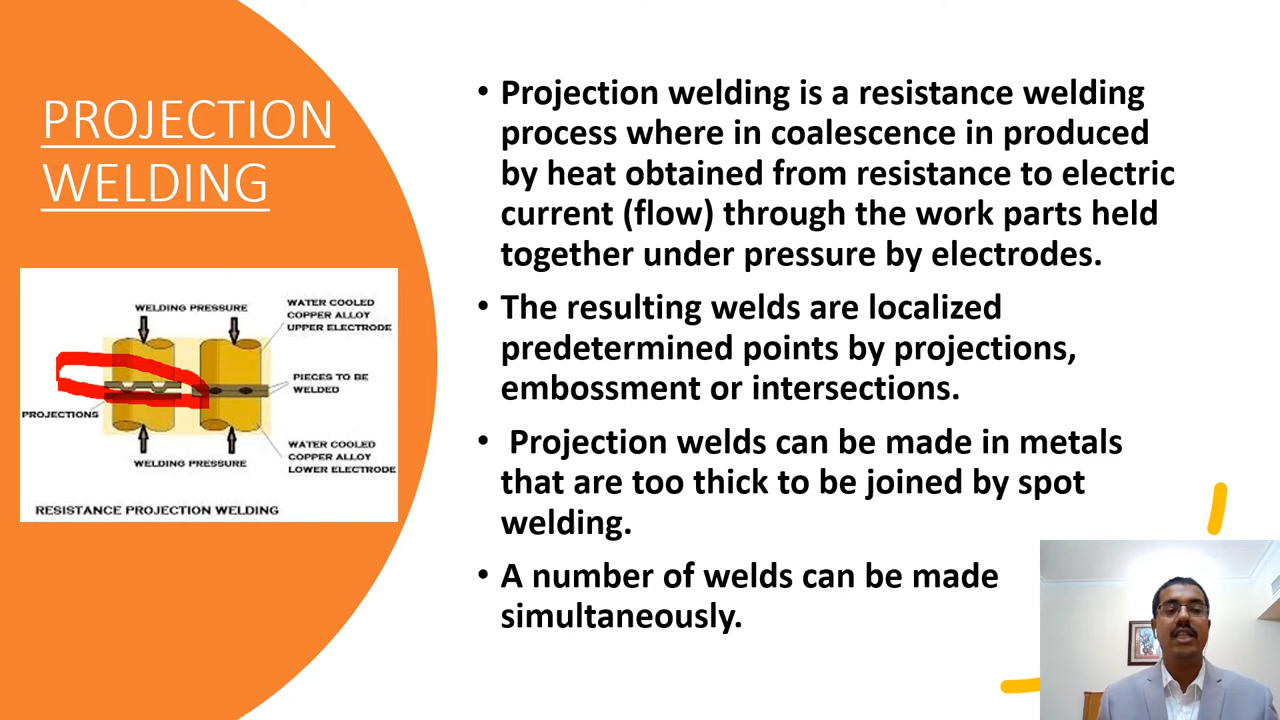 PROJECTION
WELDING
WELDING PRESSURE
WATER COOLED
COPPER ALLOY
UPPER ELECTRODE
PIECES TO BE
WELDED
PROJECTIONS
WATER COOLED
COPPER ALLOY
LOWER ELECTRODE
WELDING PRESSURE
RESISTANCE PROJECTION WELDING
• Projection welding is a resistance welding
process where in coalescence in produced
by heat obtained from resistance to electric
current (flow) through the work parts held
together under pressure by electrodes.
• The resulting welds are localized
predetermined points by projections,
embossment or intersections.
• Projection welds can be made in metals
that are too thick to be joined by spot
welding.
• A number of welds can be made
simultaneously.